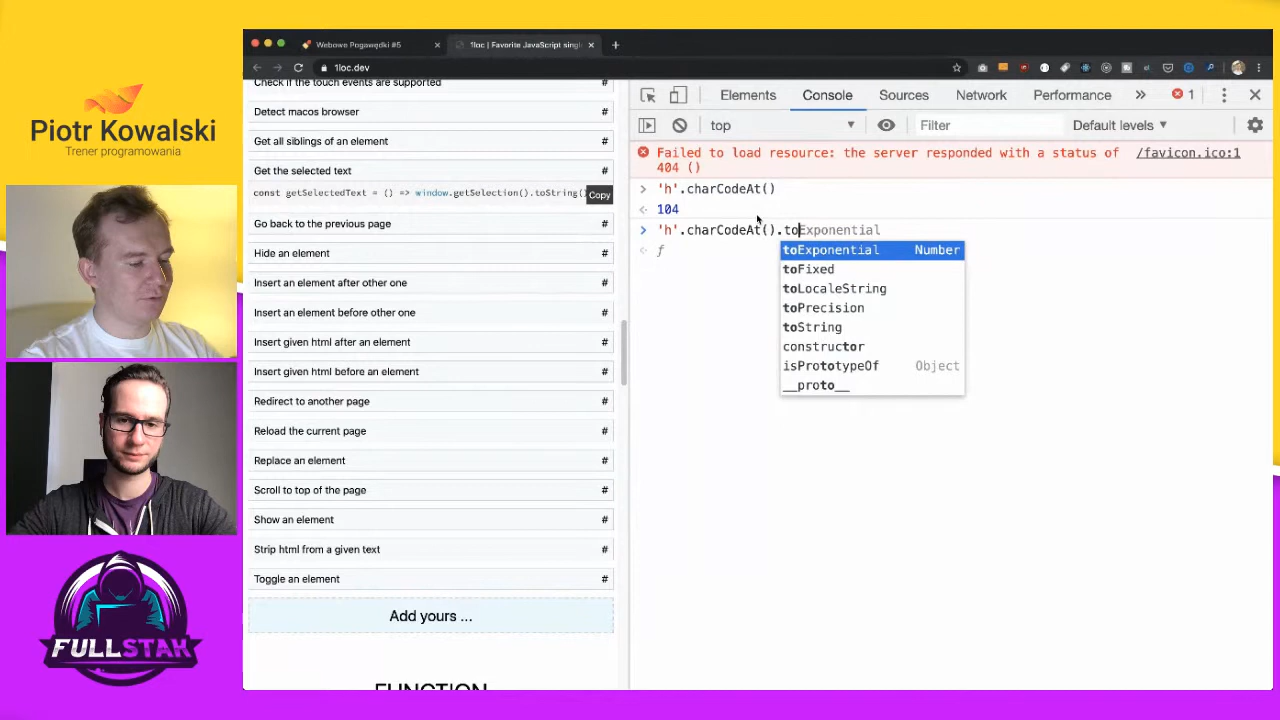 Piotr Kowalski
Trener programowania
FULLSTAK
Webowe Pogawędki #5
1loc | Favorite JavaScript singl
1loc.dev
Check if the touch events are supported #
Detect macos browser #
Get all siblings of an element #
Get the selected text #
const getSelectedText = () => window.getSelection().toString()
Copy
Go back to the previous page #
Hide an element #
Insert an element after other one #
Insert an element before other one #
Insert given html after an element #
Insert given html before an element #
Redirect to another page #
Reload the current page #
Replace an element #
Scroll to top of the page #
Show an element #
Strip html from a given text #
Toggle an element #
Add yours ...
FUNCTION
Elements Console Sources Network Performance » 1
top Filter Default levels
Failed to load resource: the server responded with a status of /favicon.ico:1
404 ()
> 'h'.charCodeAt()
< 104
> 'h'.charCodeAt().toExponential
< ƒ
toExponential Number
toFixed
toLocaleString
toPrecision
toString
constructor
isPrototypeOf Object
__proto__